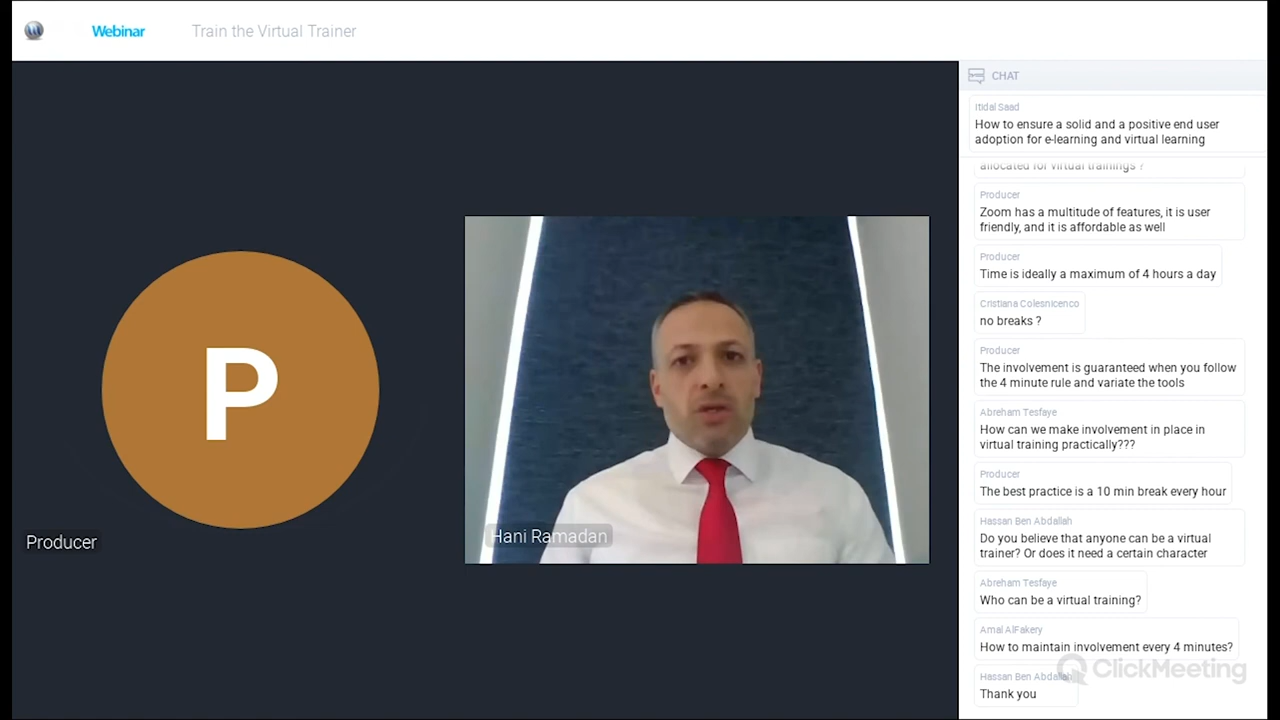 Webinar
Train the Virtual Trainer
P
Producer
Hani Ramadan
CHAT
Itidal Saad
How to ensure a solid and a positive end user
adoption for e-learning and virtual learning
allocated for virtual trainings ?
Producer
Zoom has a multitude of features, it is user
friendly, and it is affordable as well
Producer
Time is ideally a maximum of 4 hours a day
Cristiana Colesnicenco
no breaks ?
Producer
The involvement is guaranteed when you follow
the 4 minute rule and variate the tools
Abreham Tesfaye
How can we make involvement in place in
virtual training practically???
Producer
The best practice is a 10 min break every hour
Hassan Ben Abdallah
Do you believe that anyone can be a virtual
trainer? Or does it need a certain character
Abreham Tesfaye
Who can be a virtual training?
Amal AlFakery
How to maintain involvement every 4 minutes?
Hassan Ben Abdallah
Thank you
ClickMeeting